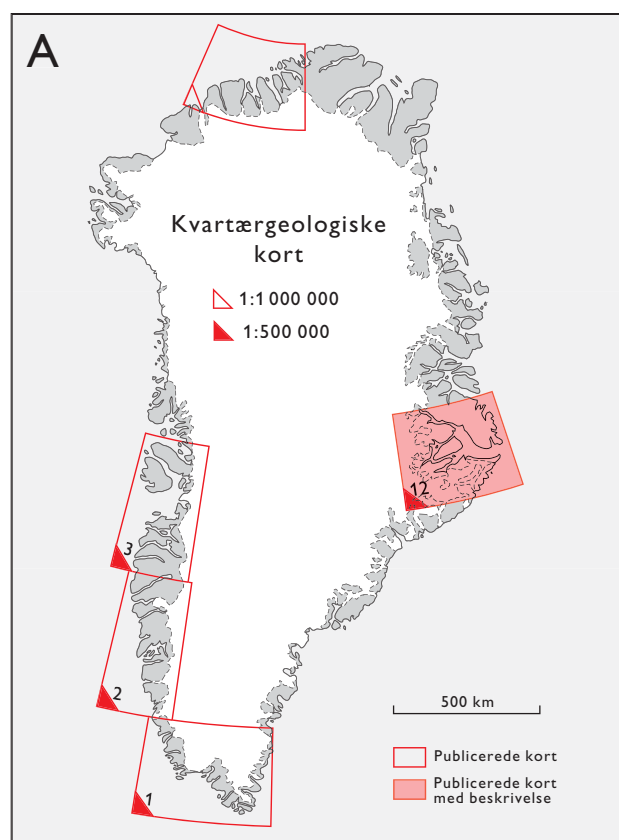 A
Kvartærgeologiske
kort
1:1 000 000
1:500 000
12
3
2
1
500 km
Publicerede kort
Publicerede kort
med beskrivelse